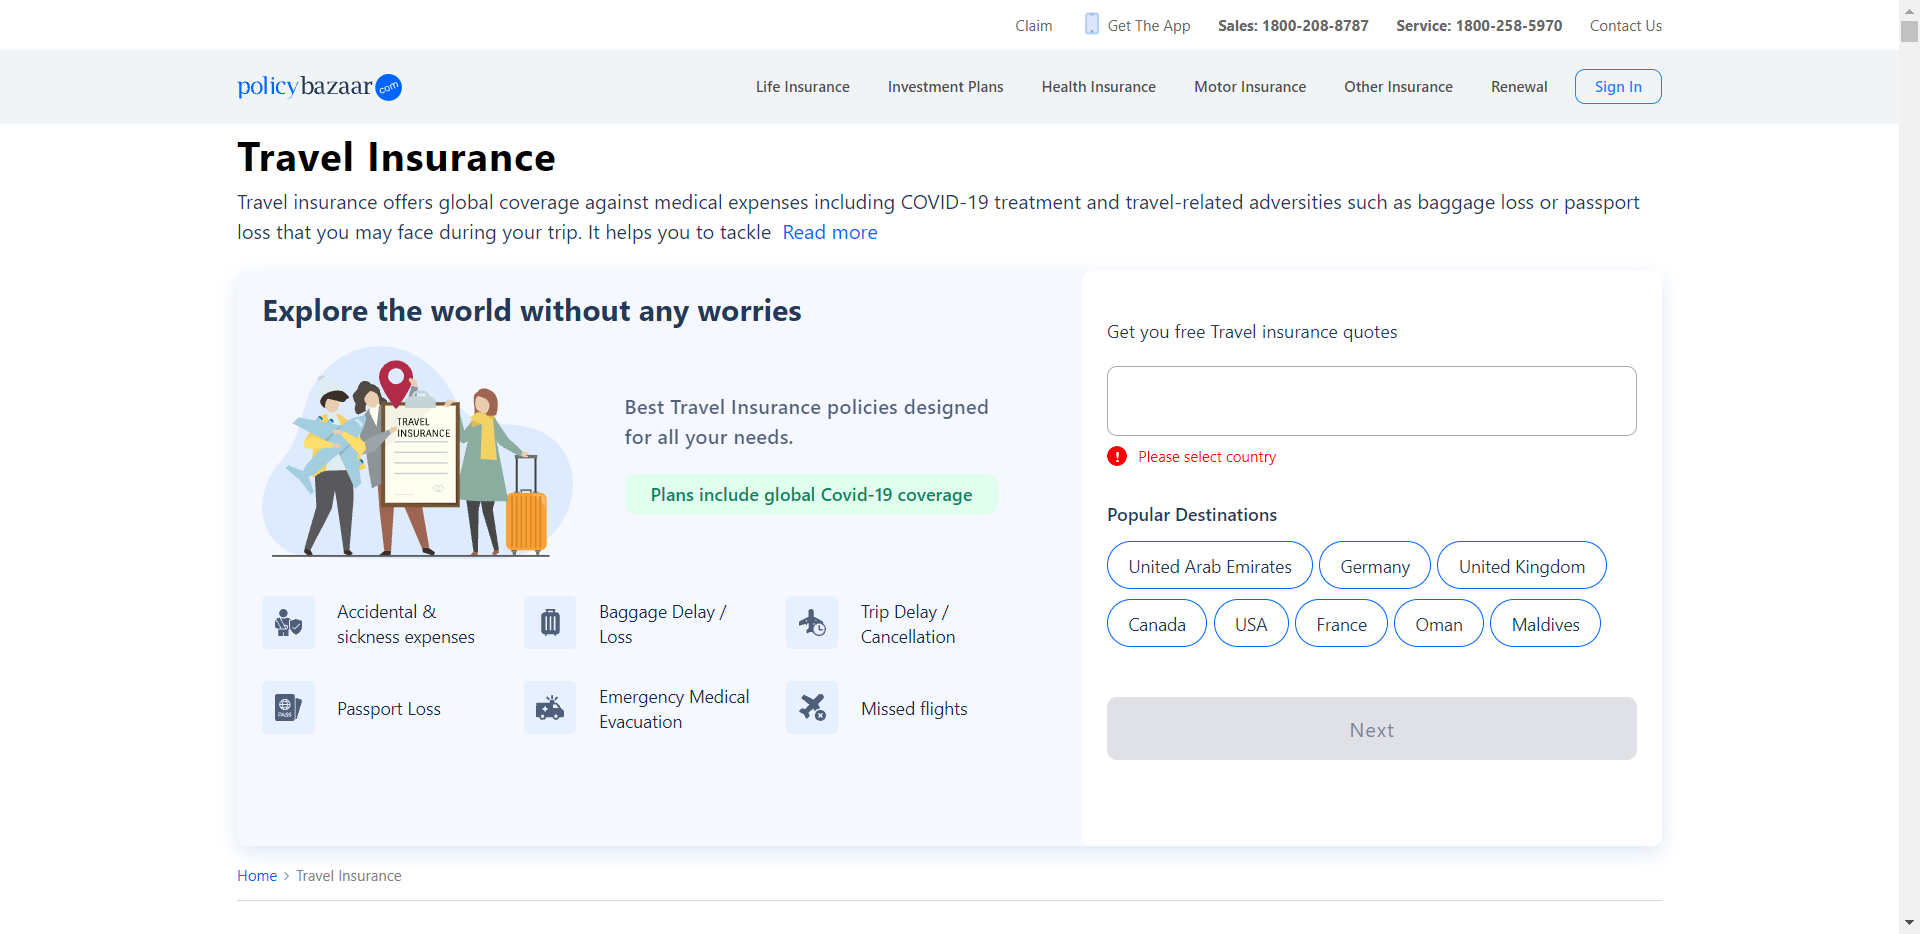 Claim
Get The App
Sales: 1800-208-8787
Service: 1800-258-5970
Contact Us
policybazaar com
Life Insurance
Investment Plans
Health Insurance
Motor Insurance
Other Insurance
Renewal
Sign In
Travel Insurance
Travel insurance offers global coverage against medical expenses including COVID-19 treatment and travel-related adversities such as baggage loss or passport
loss that you may face during your trip. It helps you to tackle Read more
Explore the world without any worries
TRAVEL
INSURANCE
Best Travel Insurance policies designed
for all your needs.
Plans include global Covid-19 coverage
Accidental &
sickness expenses
Baggage Delay /
Loss
Trip Delay /
Cancellation
PASS
Passport Loss
Emergency Medical
Evacuation
Missed flights
Get you free Travel insurance quotes
! Please select country
Popular Destinations
United Arab Emirates
Germany
United Kingdom
Canada
USA
France
Oman
Maldives
Next
Home > Travel Insurance